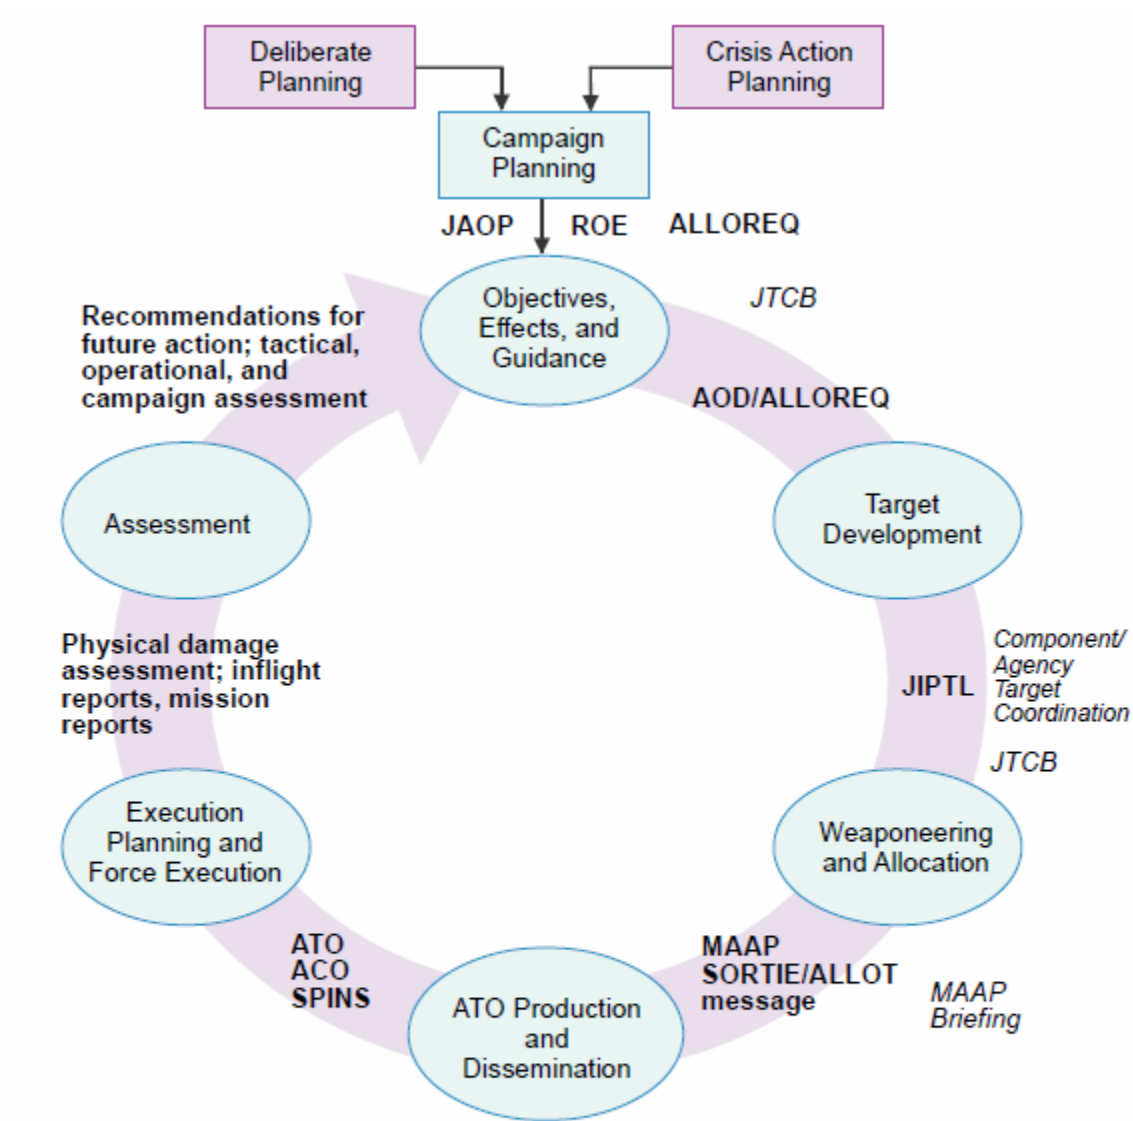 Deliberate
Planning
Crisis Action
Planning
Campaign
Planning
JAOP
ROE
ALLOREQ
Objectives,
Effects, and
Guidance
JTCB
AOD/ALLOREQ
Target
Development
Component/
Agency
Target
Coordination
JIPTL
JTCB
Weaponeering
and Allocation
MAAP
SORTIE/ALLOT
message
MAAP
Briefing
ATO Production
and
Dissemination
ATO
ACO
SPINS
Execution
Planning and
Force Execution
Physical damage
assessment; inflight
reports, mission
reports
Assessment
Recommendations for
future action; tactical,
operational, and
campaign assessment